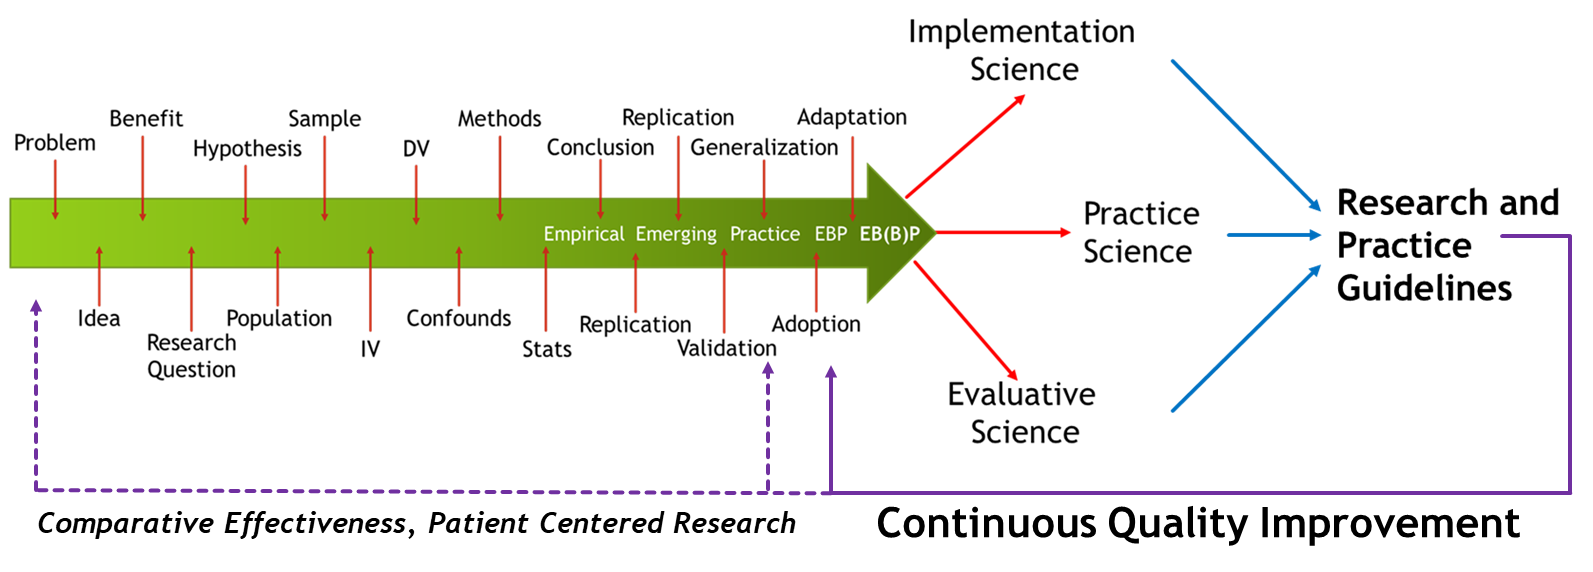 Implementation
Science
Benefit
Sample
Methods
Replication
Adaptation
Problem
Hypothesis
DV
Conclusion
Generalization
Empirical Emerging Practice EBP EB(B)P
Practice
Science
Research and
Practice
Guidelines
Idea
Research
Question
Population
IV
Confounds
Stats
Replication
Validation
Adoption
Evaluative
Science
Comparative Effectiveness, Patient Centered Research
Continuous Quality Improvement